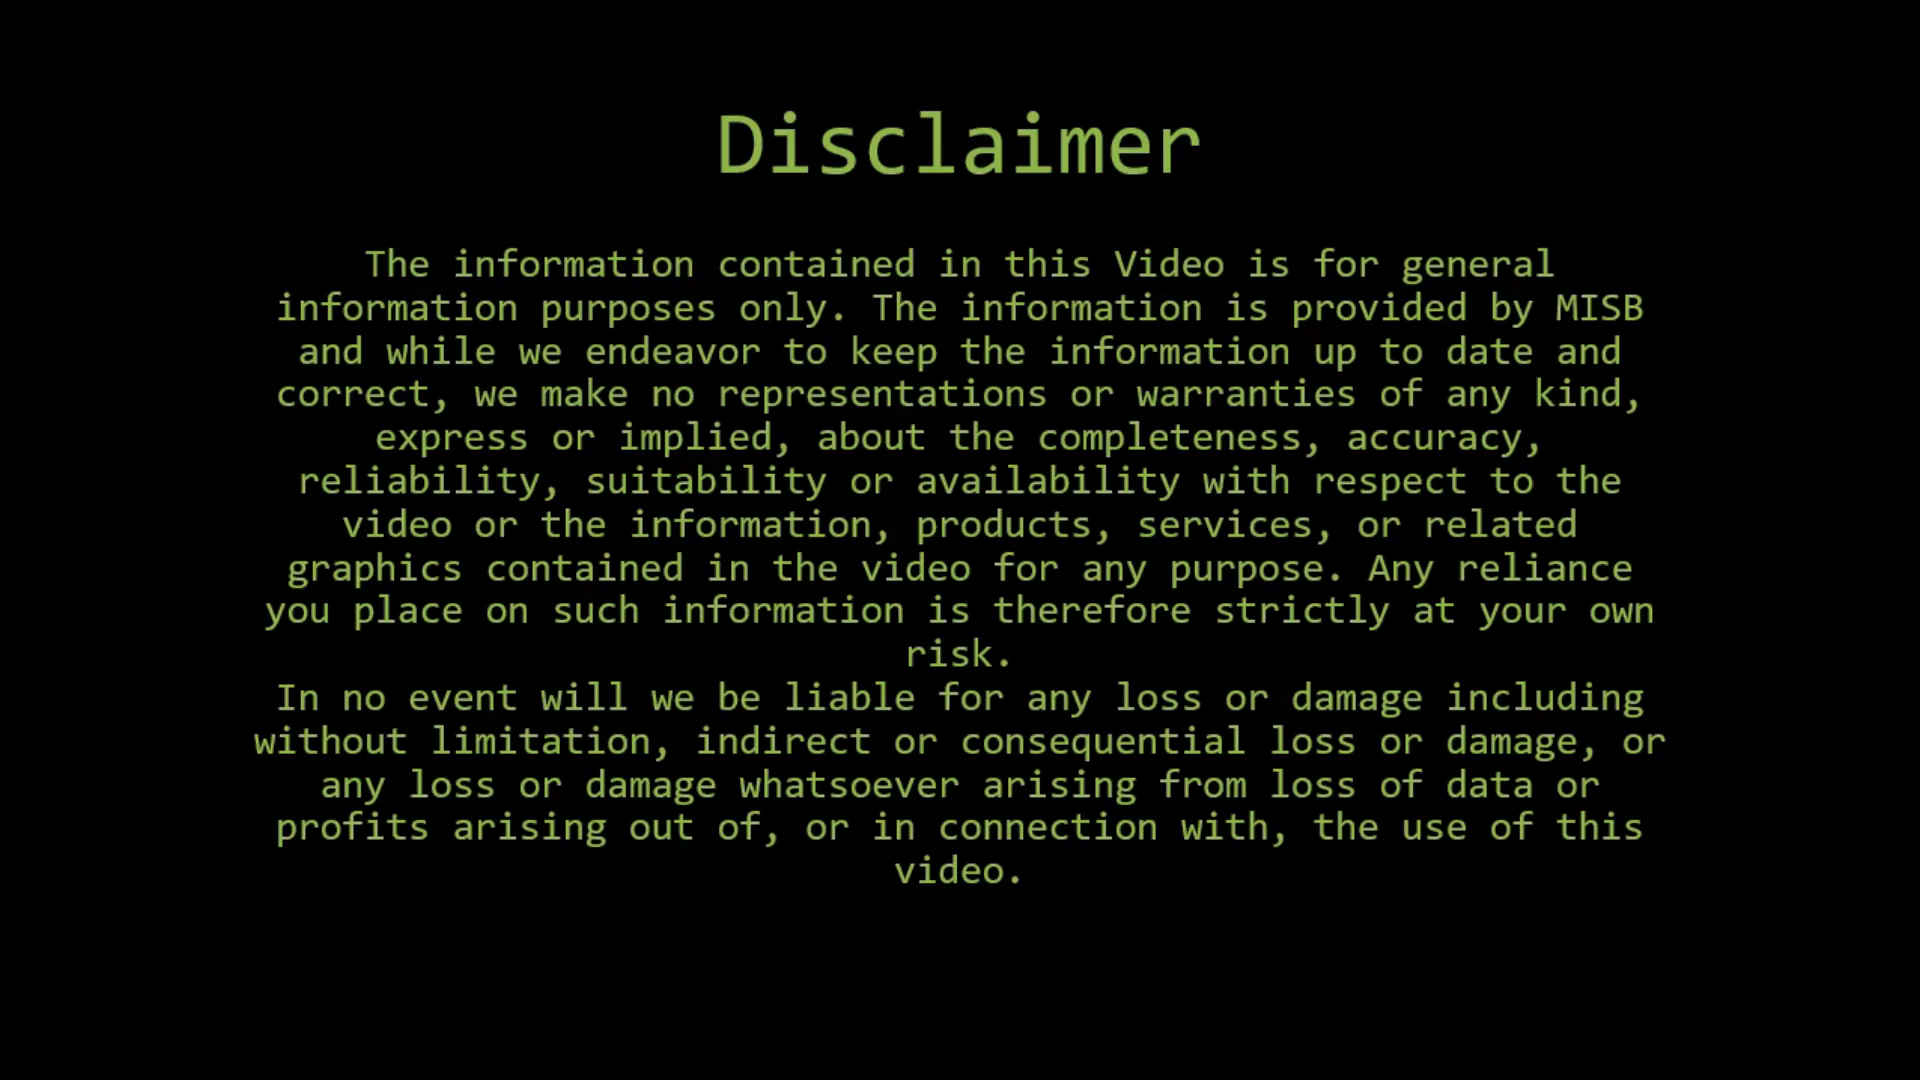 Disclaimer
The information contained in this Video is for general
information purposes only. The information is provided by MISB
and while we endeavor to keep the information up to date and
correct, we make no representations or warranties of any kind,
express or implied, about the completeness, accuracy,
reliability, suitability or availability with respect to the
video or the information, products, services, or related
graphics contained in the video for any purpose. Any reliance
you place on such information is therefore strictly at your own
risk.
In no event will we be liable for any loss or damage including
without limitation, indirect or consequential loss or damage, or
any loss or damage whatsoever arising from loss of data or
profits arising out of, or in connection with, the use of this
video.